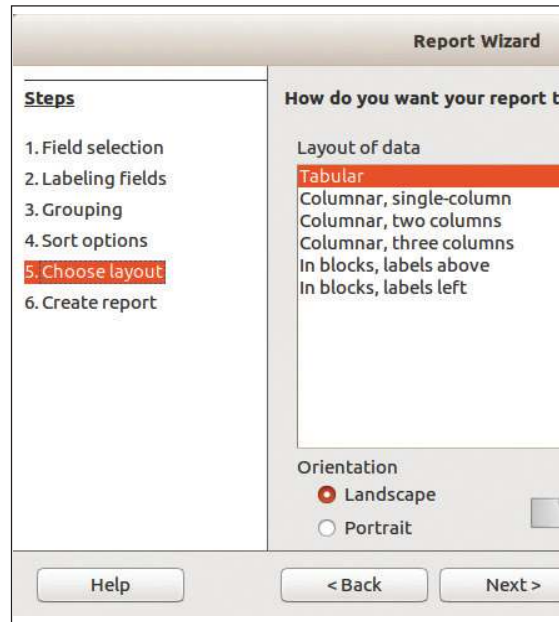 Report Wizard
Steps
1. Field selection
2. Labeling fields
3. Grouping
4. Sort options
5. Choose layout
6. Create report
How do you want your report t
Layout of data
Tabular
Columnar, single-column
Columnar, two columns
Columnar, three columns
In blocks, labels above
In blocks, labels left
Orientation
Landscape
Portrait
Help
< Back
Next >